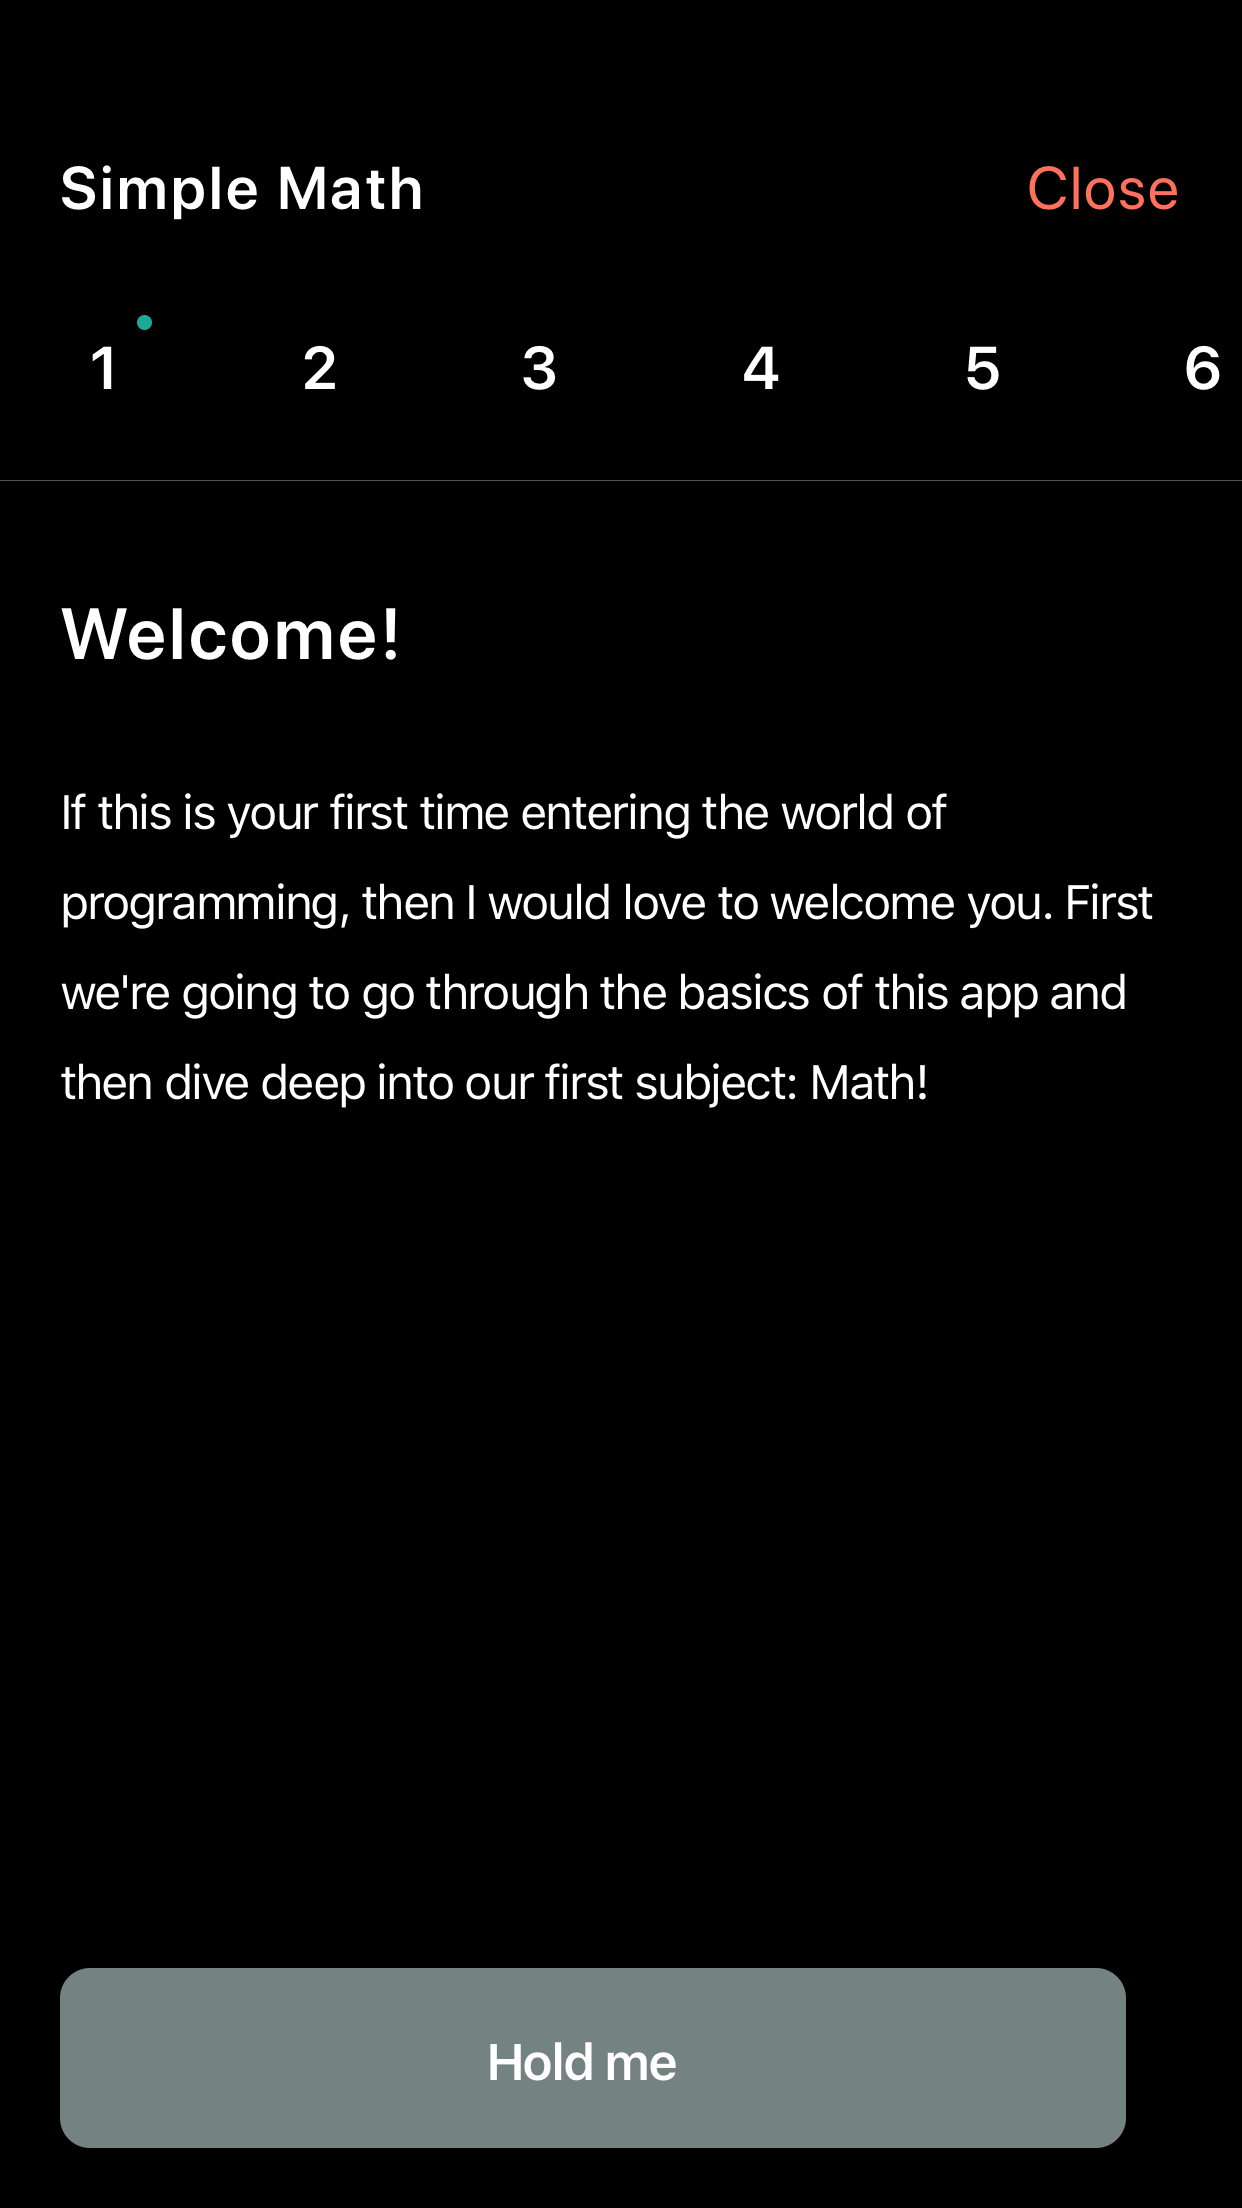 Simple Math
Close
1 2 3 4 5 6
Welcome!
If this is your first time entering the world of
programming, then I would love to welcome you. First
we're going to go through the basics of this app and
then dive deep into our first subject: Math!
Hold me